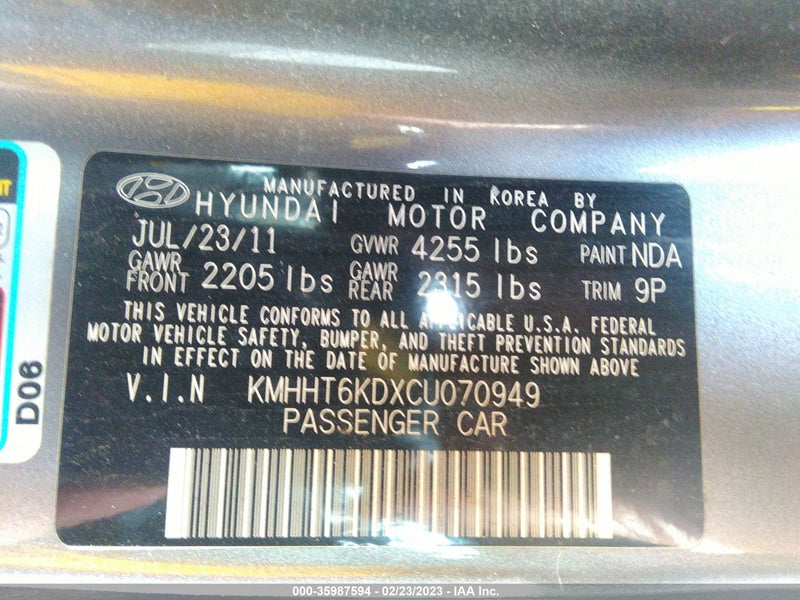 MANUFACTURED IN KOREA BY
HYUNDAI MOTOR COMPANY
JUL/23/11 GVWR 4255 lbs PAINT NDA
GAWR FRONT 2205 lbs GAWR REAR 2315 lbs TRIM 9P
THIS VEHICLE CONFORMS TO ALL APPLICABLE U.S.A. FEDERAL
MOTOR VEHICLE SAFETY, BUMPER, AND THEFT PREVENTION STANDARDS
IN EFFECT ON THE DATE OF MANUFACTURE SHOWN ABOVE
V.I.N KMHHT6KDXCU070949
PASSENGER CAR
D06
000-35987594 - 02/23/2023 - IAA Inc.